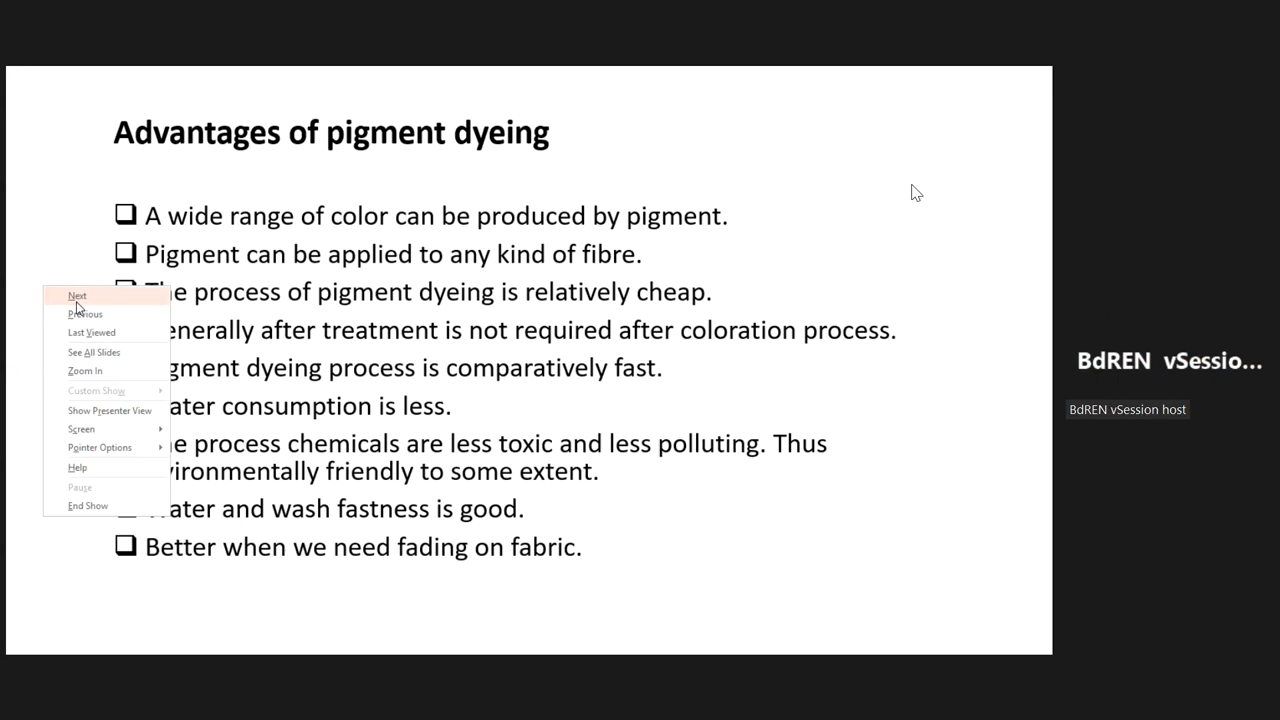 Advantages of pigment dyeing
A wide range of color can be produced by pigment.
Pigment can be applied to any kind of fibre.
The process of pigment dyeing is relatively cheap.
enerally after treatment is not required after coloration process.
gment dyeing process is comparatively fast.
ater consumption is less.
e process chemicals are less toxic and less polluting. Thus
vironmentally friendly to some extent.
Water and wash fastness is good.
Better when we need fading on fabric.
Next
Previous
Last Viewed
See All Slides
Zoom In
Custom Show
Show Presenter View
Screen
Pointer Options
Help
Pause
End Show
BdREN vSessio...
BdREN vSession host